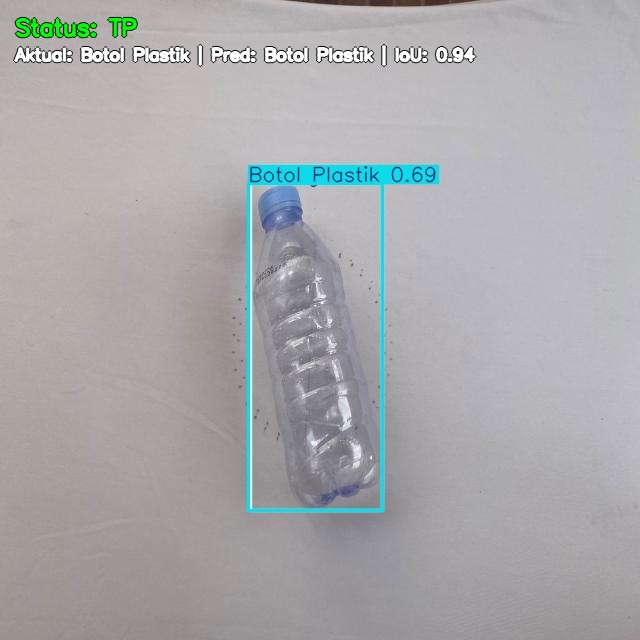 Status: TP
Aktual: Botol Plastik | Pred: Botol Plastik | IoU: 0.94
Botol Plastik 0.69